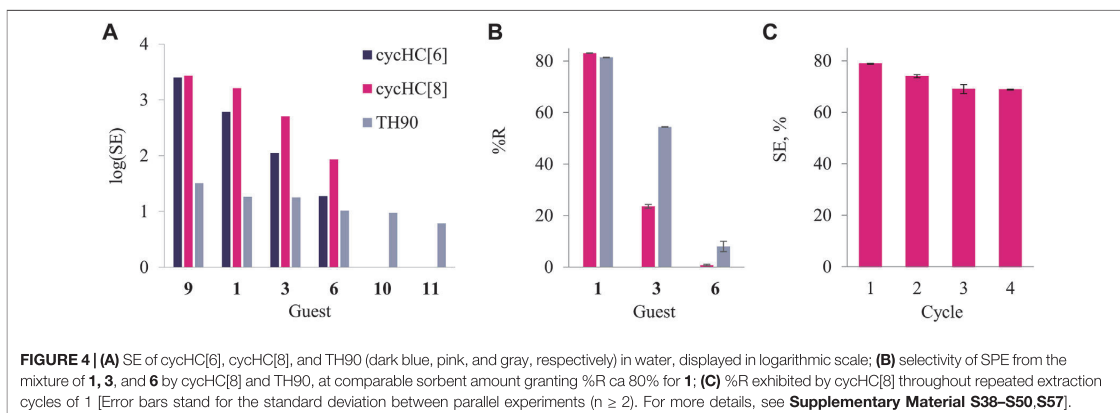 A
4
3
2
1
0
log(SE)
9 1 3 6 10 11
Guest
cycHC[6]
cycHC[8]
TH90
B
80
60
40
20
0
%R
1 3 6
Guest
C
80
60
40
20
0
SE, %
1 2 3 4
Cycle
FIGURE 4 | (A) SE of cycHC[6], cycHC[8], and TH90 (dark blue, pink, and gray, respectively) in water, displayed in logarithmic scale; (B) selectivity of SPE from the
mixture of 1, 3, and 6 by cycHC[8] and TH90, at comparable sorbent amount granting %R ca 80% for 1; (C) %R exhibited by cycHC[8] throughout repeated extraction
cycles of 1 [Error bars stand for the standard deviation between parallel experiments (n ≥ 2). For more details, see Supplementary Material S38–S50,S57].